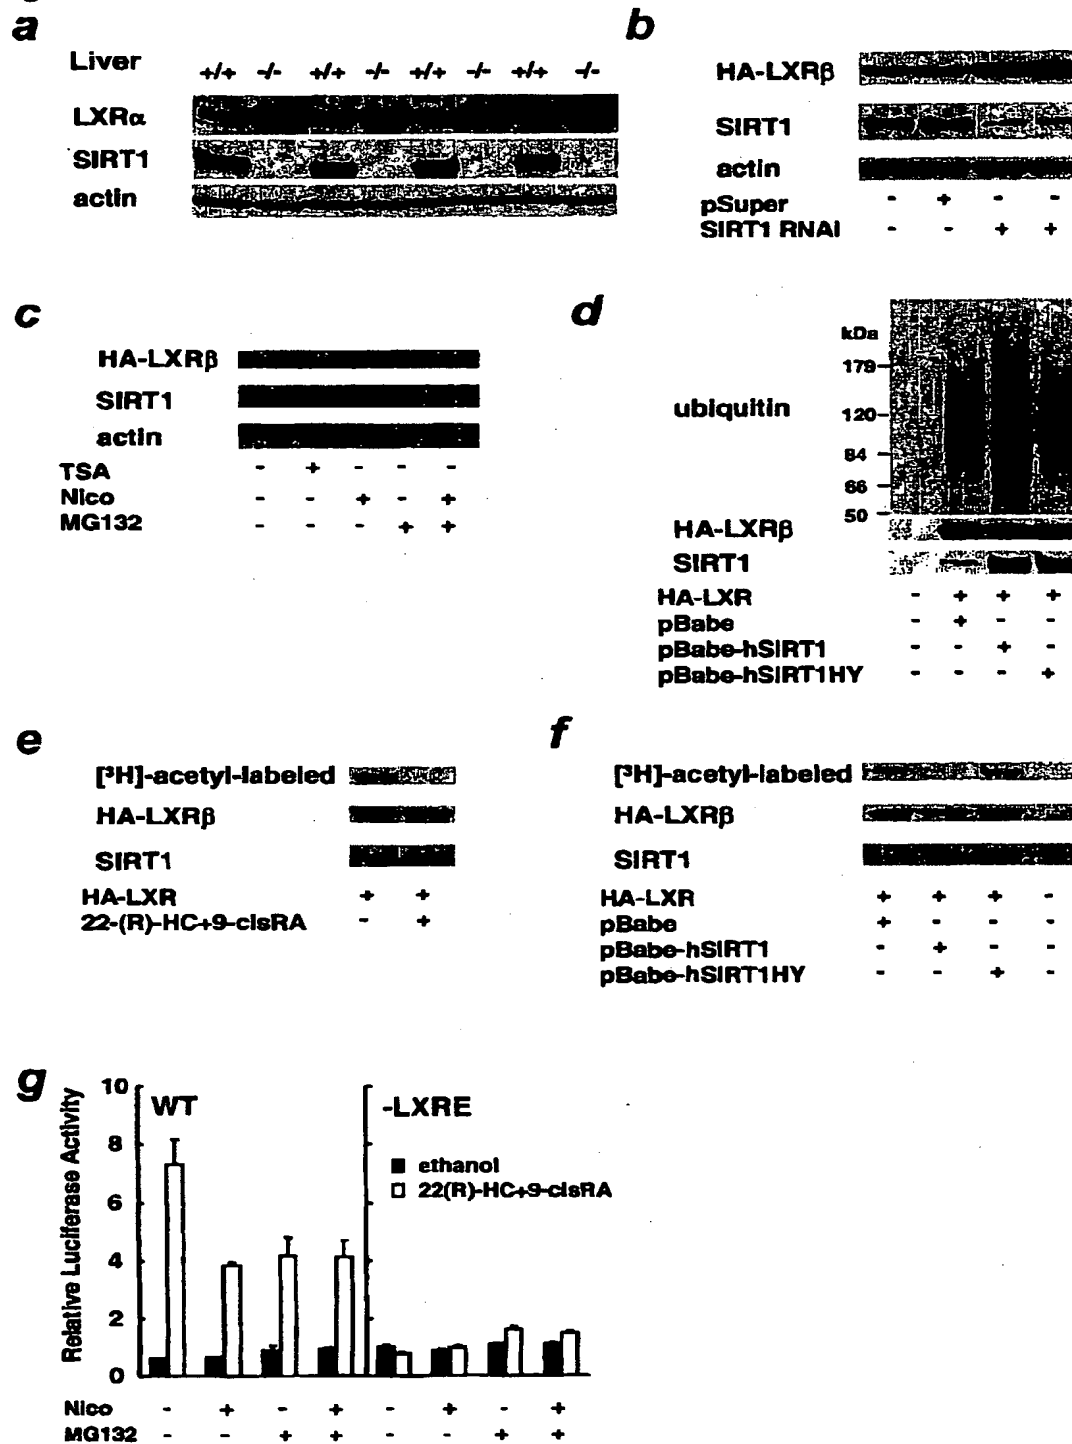 a
Liver +/+ -/- +/+ -/- +/+ -/- +/+ -/-
LXRα
SIRT1
actin
b
HA-LXRβ
SIRT1
actin
pSuper - + - -
SIRT1 RNAi - - + +
c
HA-LXRβ
SIRT1
actin
TSA - + - - -
Nico - - + - +
MG132 - - - + +
d
kDa
179
ubiquitin 120
84
66
50
HA-LXRβ
SIRT1
HA-LXR - + + +
pBabe - + - -
pBabe-hSIRT1 - - + -
pBabe-hSIRT1HY - - - +
e
[³H]-acetyl-labeled
HA-LXRβ
SIRT1
HA-LXR + +
22-(R)-HC+9-cisRA - +
f
[³H]-acetyl-labeled
HA-LXRβ
SIRT1
HA-LXR + + + -
pBabe + - - -
pBabe-hSIRT1 - + - -
pBabe-hSIRT1HY - - + -
g
Relative Luciferase Activity
10
8
6
4
2
0
WT
-LXRE
ethanol
22(R)-HC+9-cisRA
Nico - + - + - + - +
MG132 - - + + - - + +